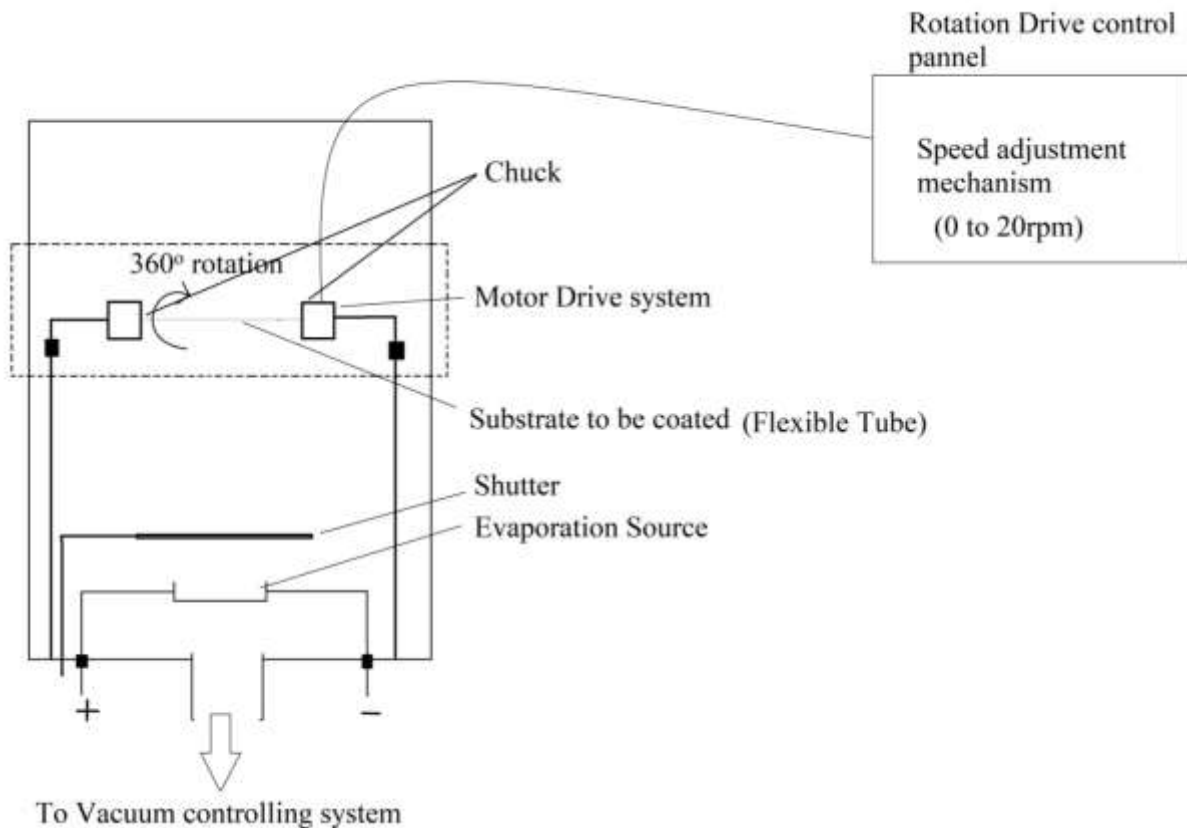 Rotation Drive control
pannel
Speed adjustment
mechanism
(0 to 20rpm)
Chuck
360° rotation
Motor Drive system
Substrate to be coated (Flexible Tube)
Shutter
Evaporation Source
+
−
To Vacuum controlling system